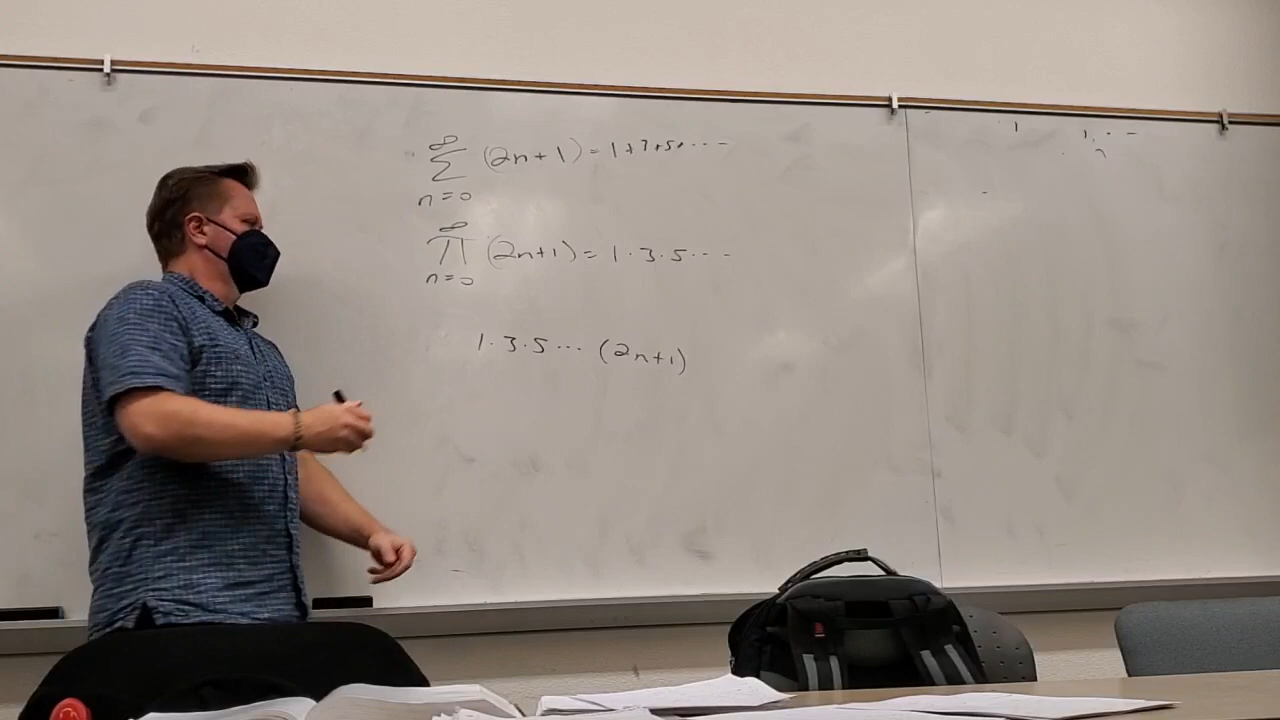 ∞
∑ (2n+1) = 1+3+5+···
n=0
∞
∏ (2n+1) = 1·3·5···
n=0
1·3·5··· (2n+1)